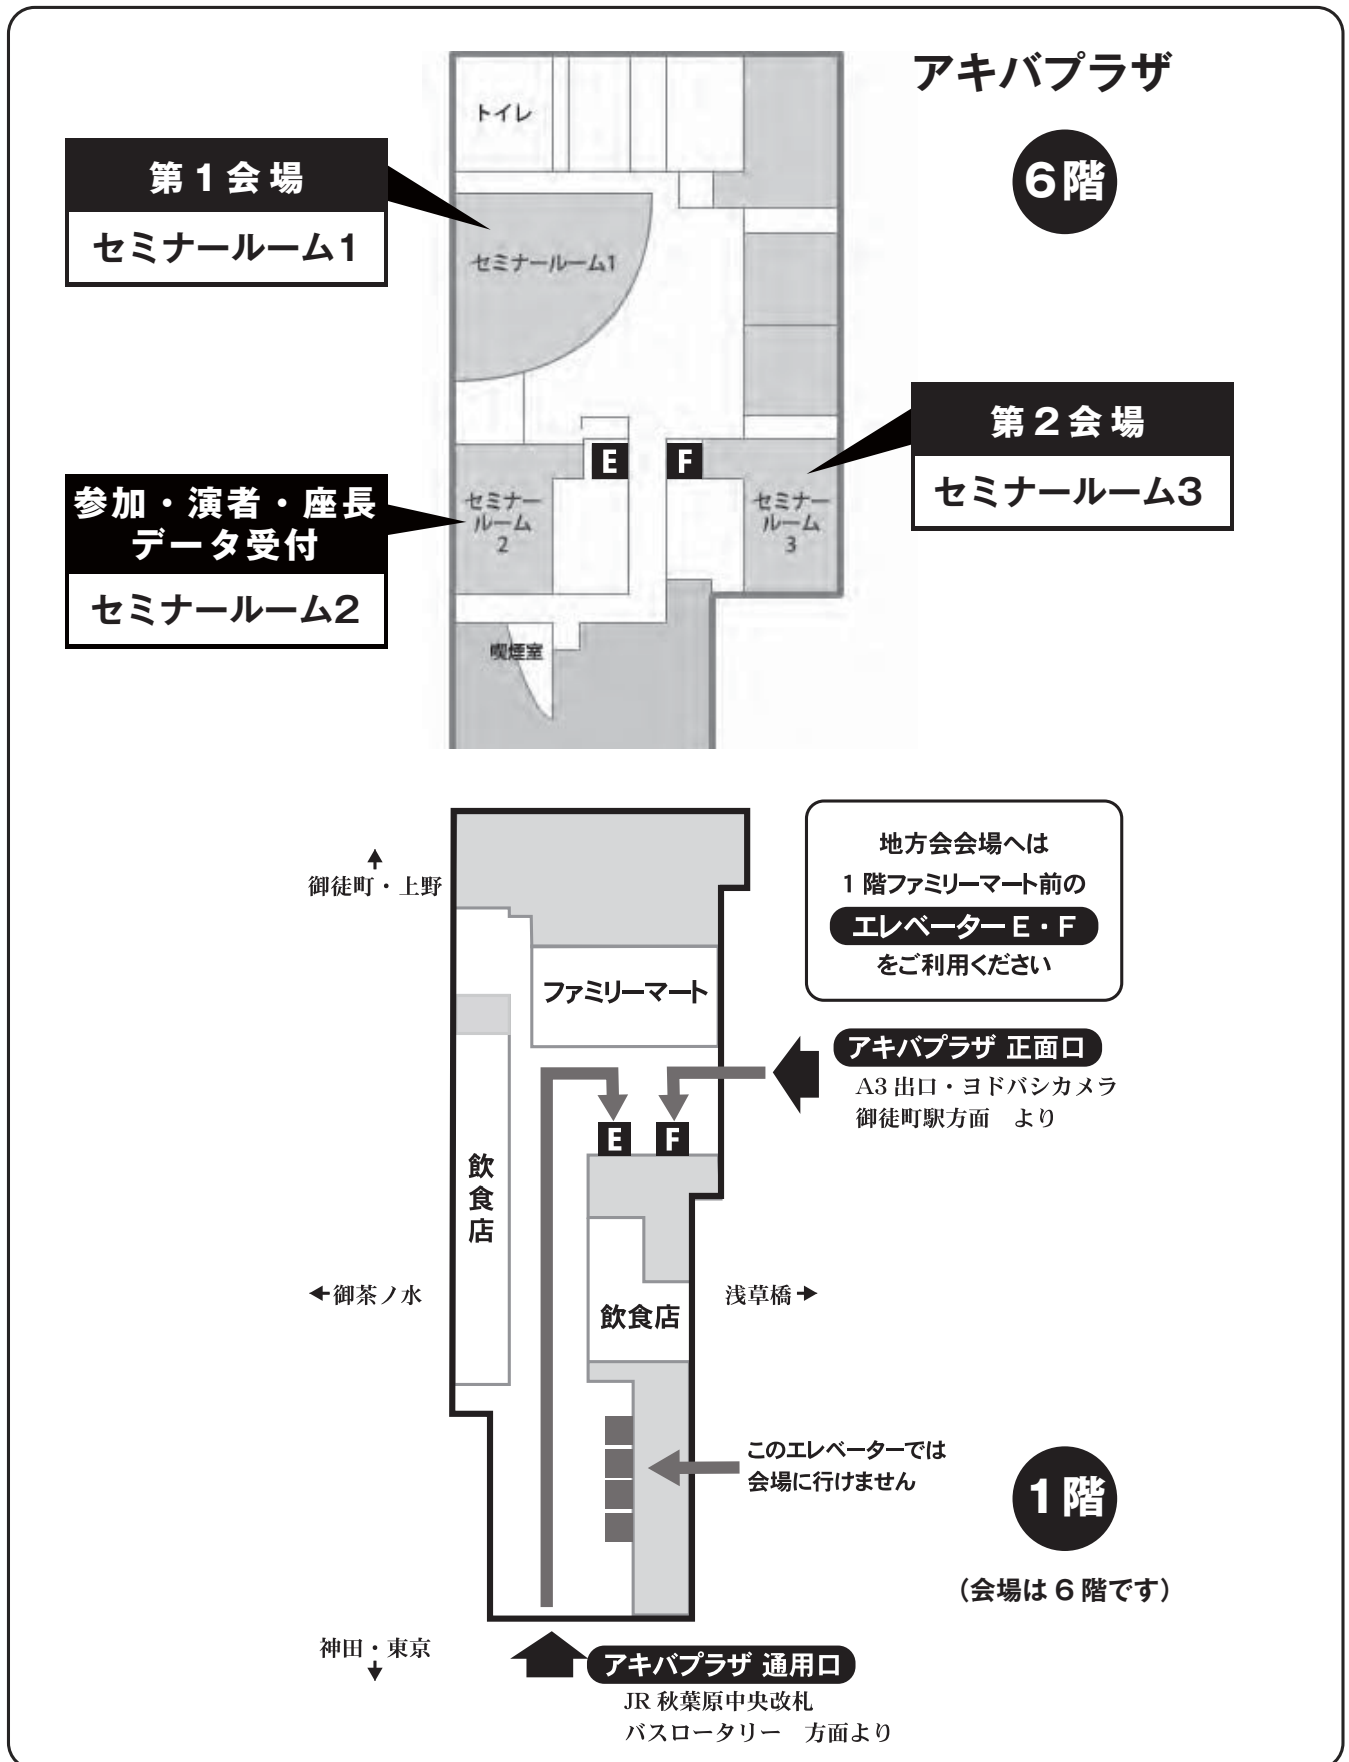 アキバプラザ
6階
トイレ
第1会場
セミナールーム1
セミナールーム1
第2会場
セミナールーム3
E
F
参加・演者・座長
データ受付
セミナールーム2
セミナー
ルーム
2
セミナー
ルーム
3
喫煙室
地方会会場へは
1階ファミリーマート前の
エレベーターE・F
をご利用ください
↑
御徒町・上野
ファミリーマート
アキバプラザ 正面口
A3出口・ヨドバシカメラ
御徒町駅方面 より
E
F
飲食店
←御茶ノ水
浅草橋→
飲食店
このエレベーターでは
会場に行けません
1階
(会場は6階です)
神田・東京
↓
アキバプラザ 通用口
JR秋葉原中央改札
バスロータリー 方面より